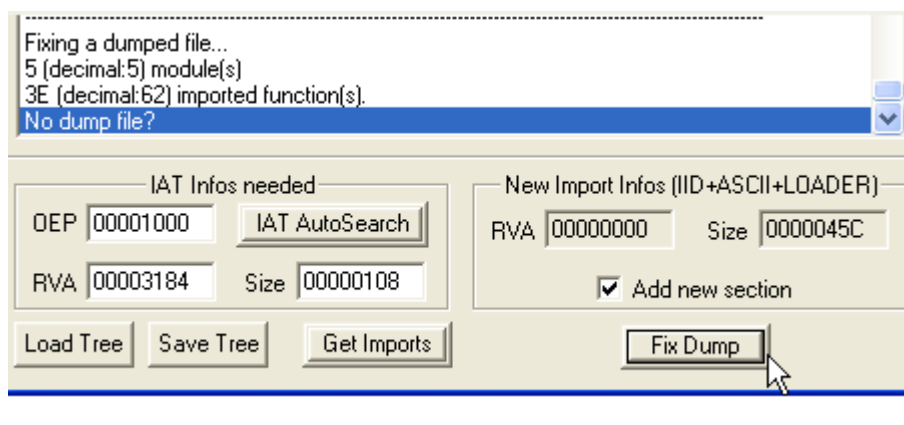 Fixing a dumped file...
5 (decimal:5) module(s)
3E (decimal:62) imported function(s).
No dump file?
IAT Infos needed
OEP 00001000 IAT AutoSearch
RVA 00003184 Size 00000108
New Import Infos (IID+ASCII+LOADER)
RVA 00000000 Size 0000045C
Add new section
Load Tree Save Tree Get Imports Fix Dump